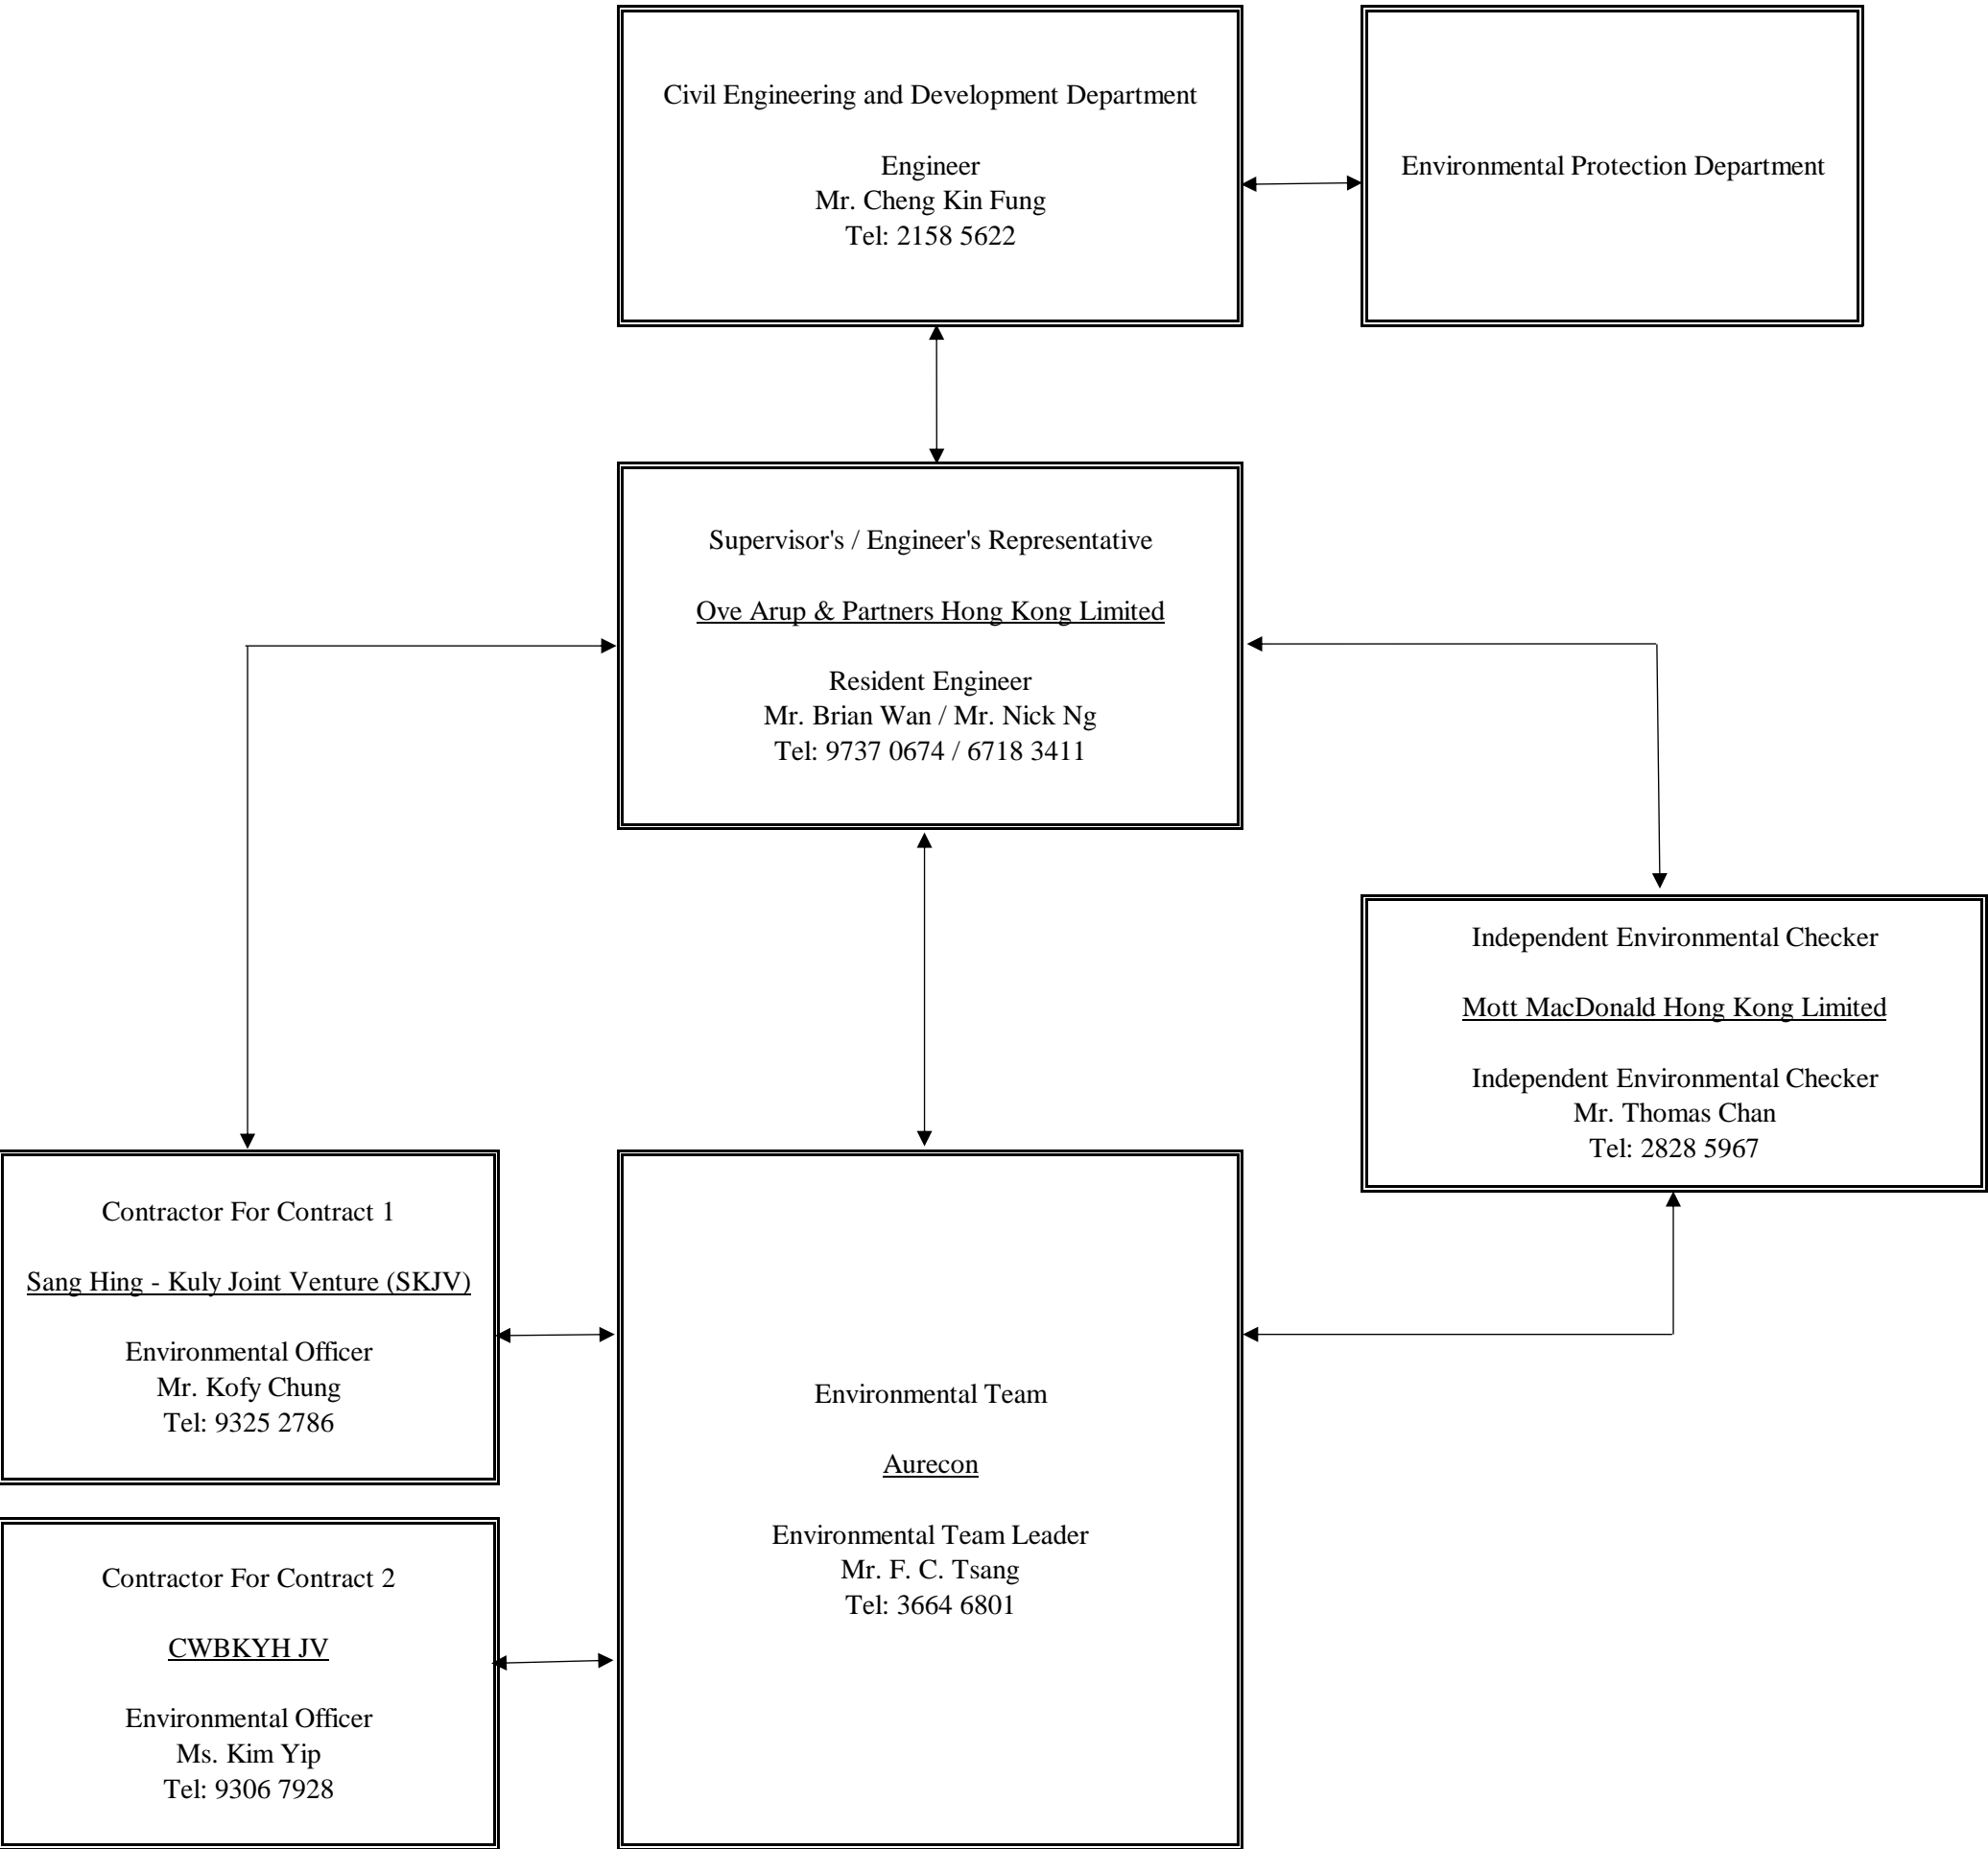 Civil Engineering and Development Department
Engineer
Mr. Cheng Kin Fung
Tel: 2158 5622
Environmental Protection Department
Supervisor's / Engineer's Representative
Ove Arup & Partners Hong Kong Limited
Resident Engineer
Mr. Brian Wan / Mr. Nick Ng
Tel: 9737 0674 / 6718 3411
Independent Environmental Checker
Mott MacDonald Hong Kong Limited
Independent Environmental Checker
Mr. Thomas Chan
Tel: 2828 5967
Contractor For Contract 1
Sang Hing - Kuly Joint Venture (SKJV)
Environmental Officer
Mr. Kofy Chung
Tel: 9325 2786
Environmental Team
Aurecon
Environmental Team Leader
Mr. F. C. Tsang
Tel: 3664 6801
Contractor For Contract 2
CWBKYH JV
Environmental Officer
Ms. Kim Yip
Tel: 9306 7928